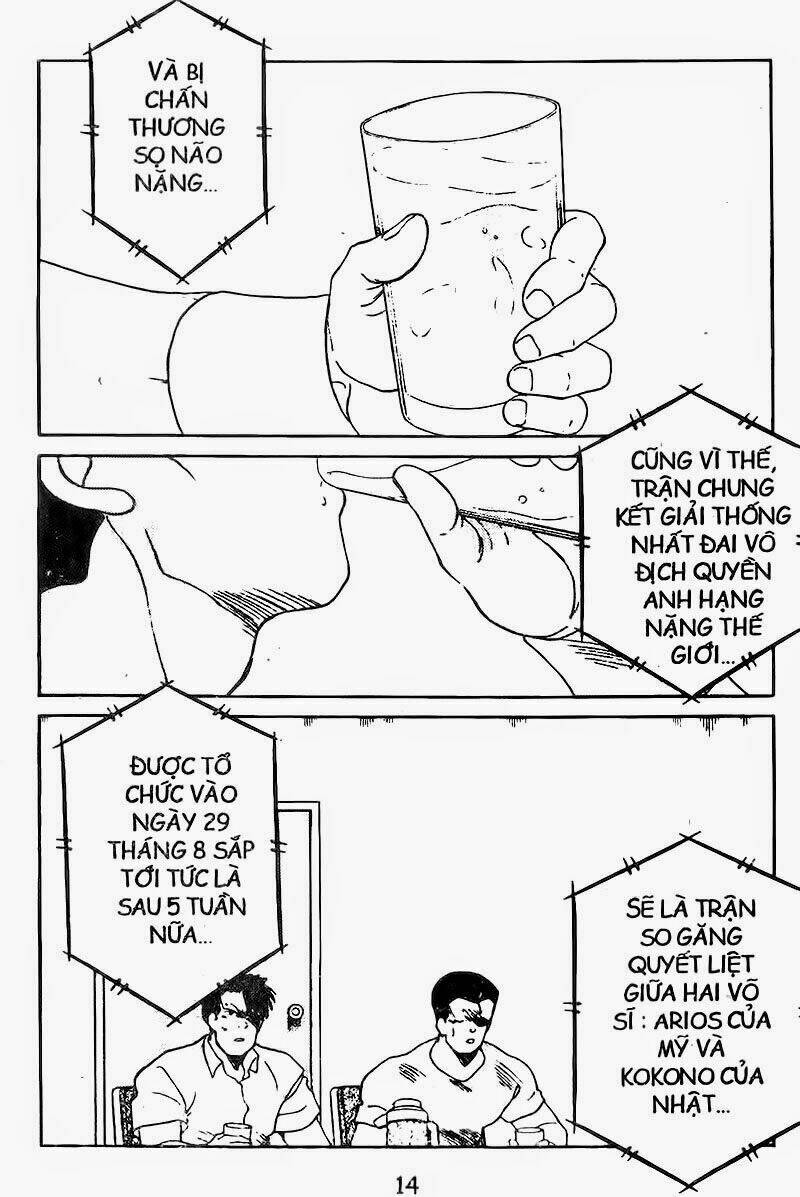 VÀ BỊ
CHẤN
THƯƠNG
SỌ NÃO
NẶNG...
CŨNG VÌ THẾ,
TRẬN CHUNG
KẾT GIẢI THỐNG
NHẤT ĐAI VÔ
ĐỊCH QUYỀN
ANH HẠNG
NẶNG THẾ
GIỚI...
ĐƯỢC TỔ
CHỨC VÀO
NGÀY 29
THÁNG 8 SẮP
TỚI TỨC LÀ
SAU 5 TUẦN
NỮA...
SẼ LÀ TRẬN
SO GĂNG
QUYẾT LIỆT
GIỮA HAI VÕ
SĨ : ARIOS CỦA
MỸ VÀ
KOKONO CỦA
NHẬT...
14